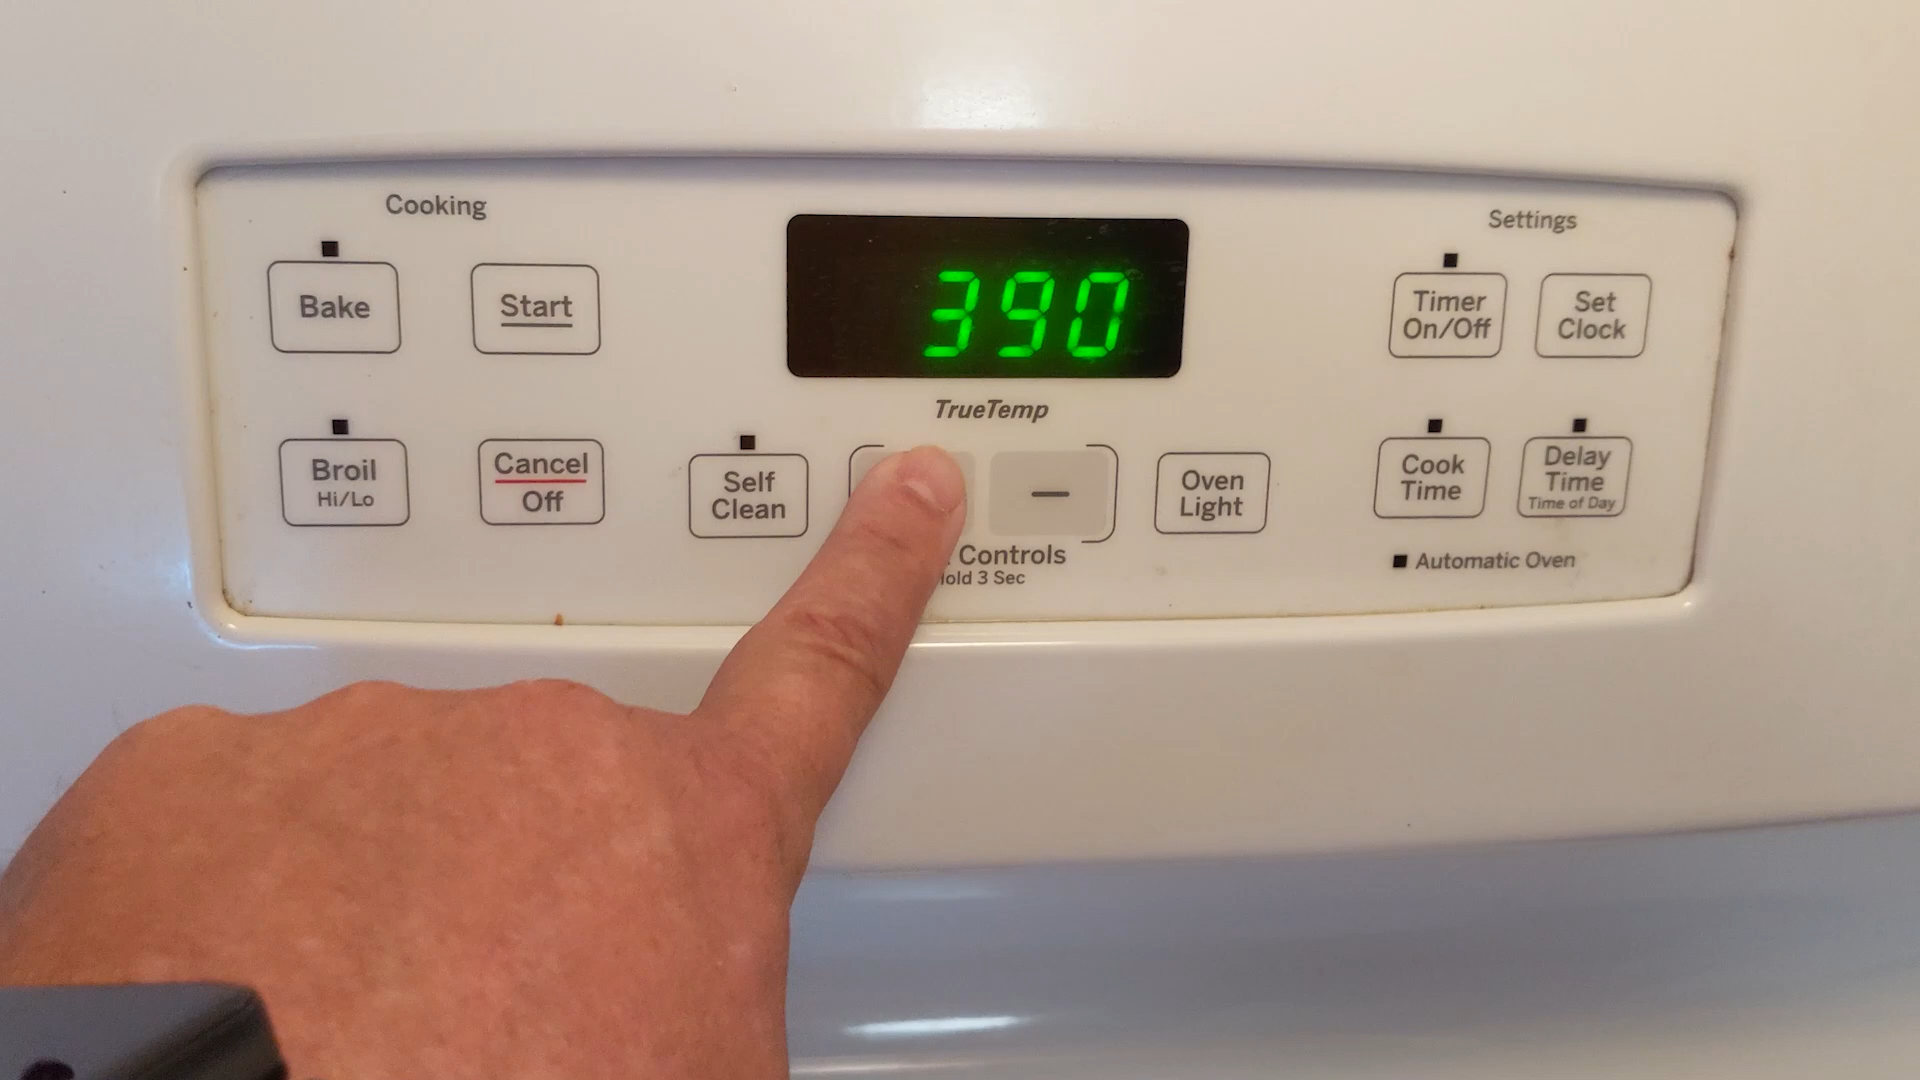 Cooking
Settings
Bake
Start
390
Timer
On/Off
Set
Clock
TrueTemp
Broil
Hi/Lo
Cancel
Off
Self
Clean
–
Oven
Light
Cook
Time
Delay
Time
Time of Day
Controls
3 Sec
Automatic Oven